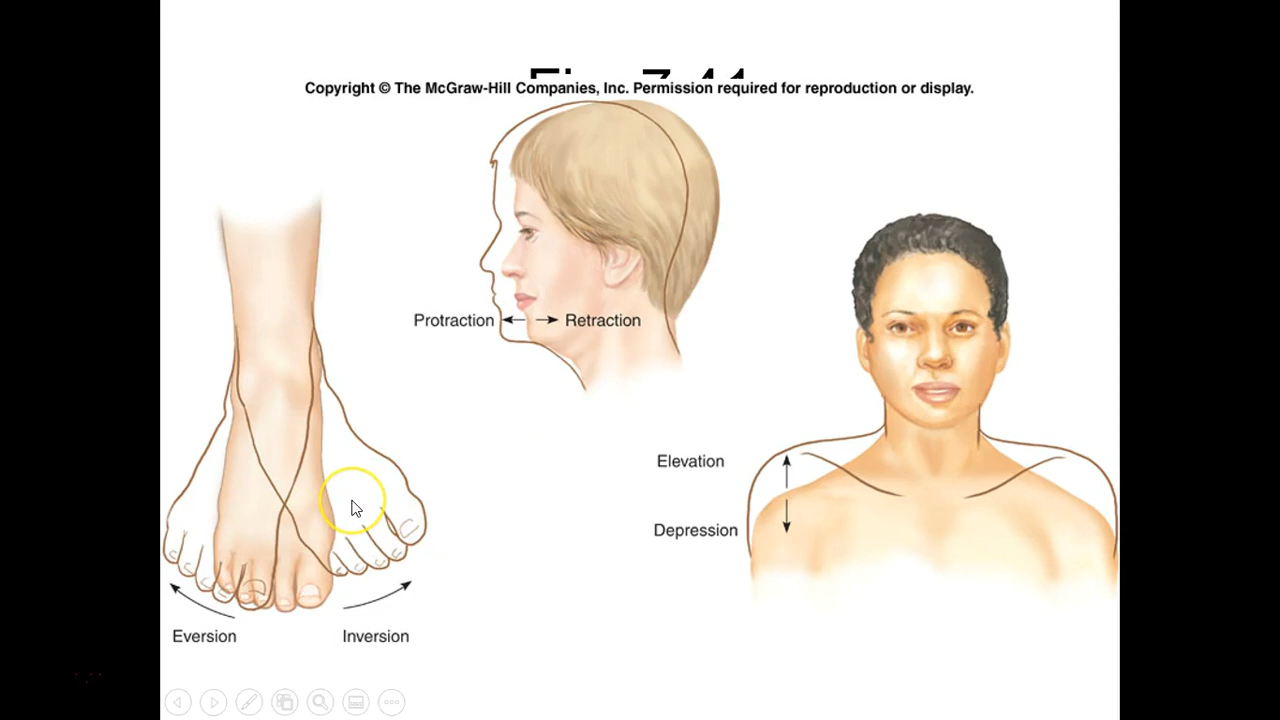 Copyright © The McGraw-Hill Companies, Inc. Permission required for reproduction or display.
Protraction
Retraction
Elevation
Depression
Eversion
Inversion